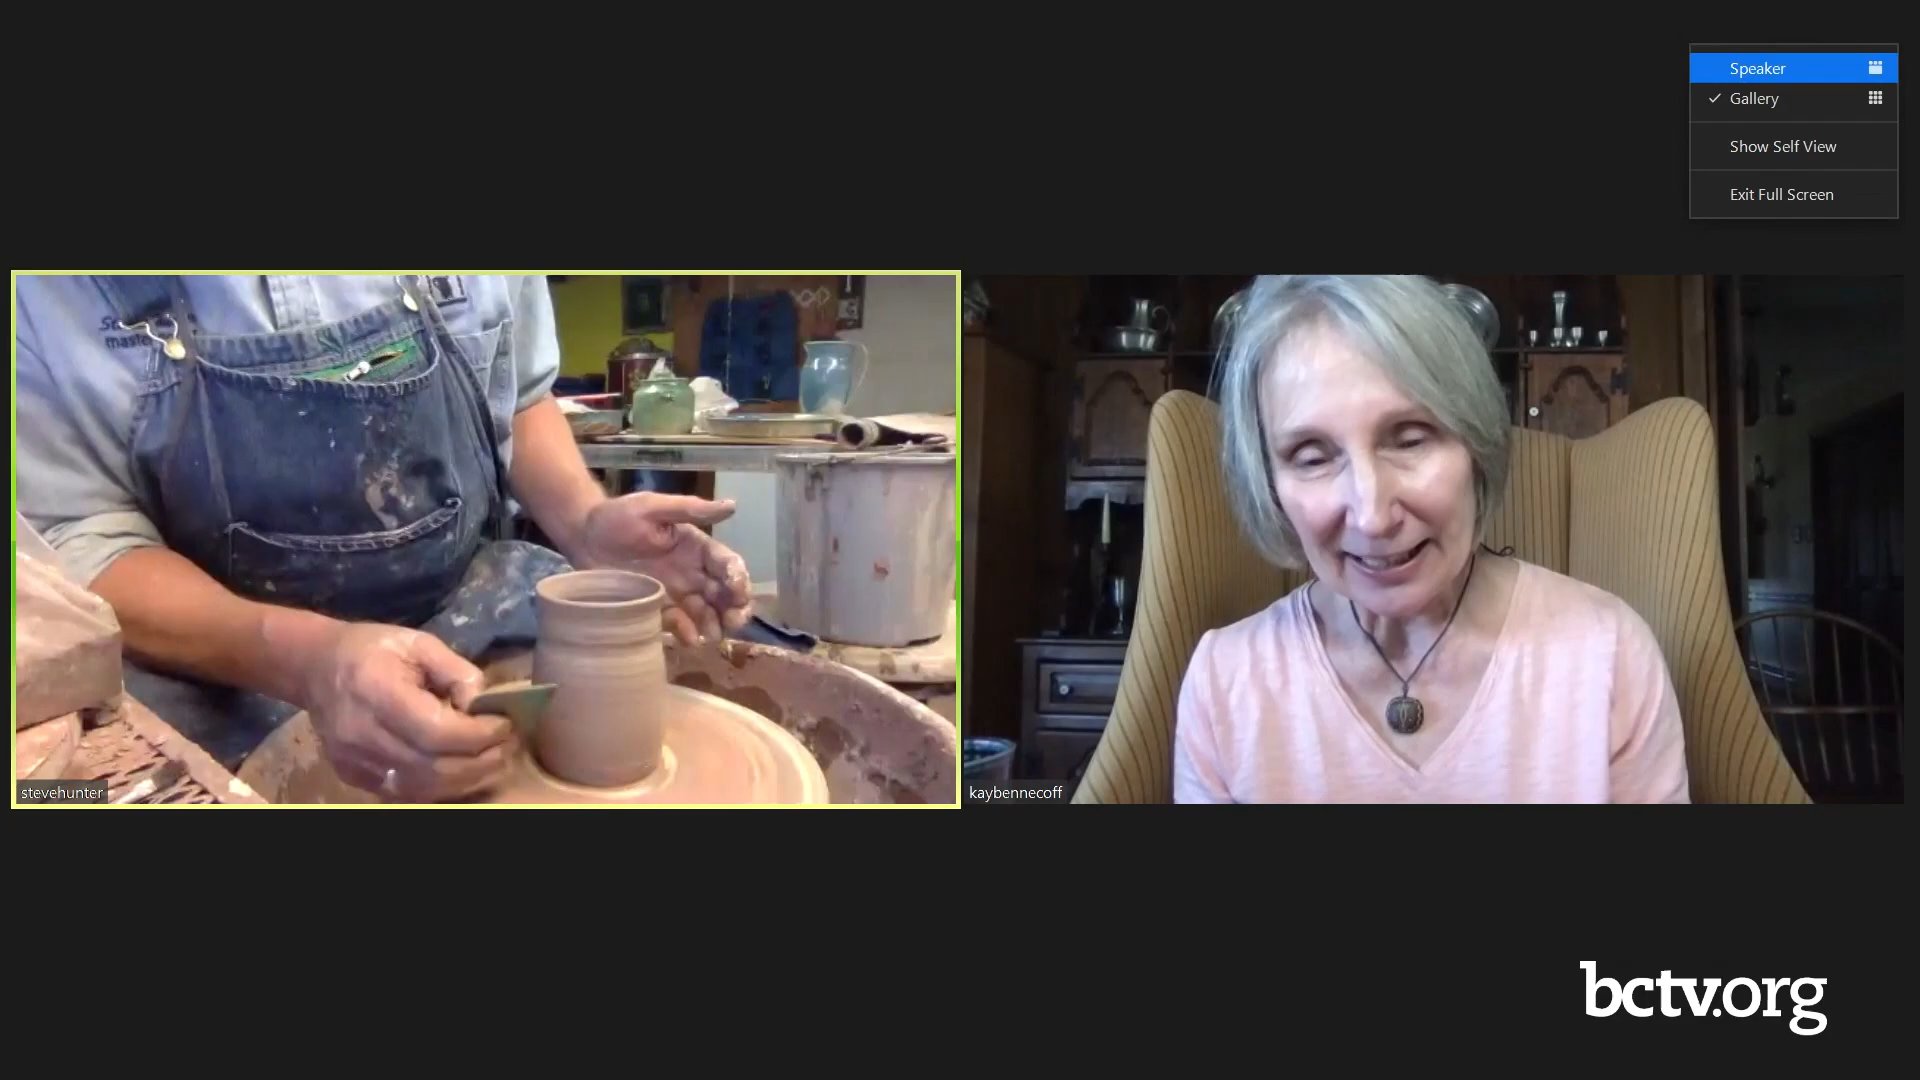 Speaker
Gallery
Show Self View
Exit Full Screen
stevehunter
kaybennecoff
bctv.org